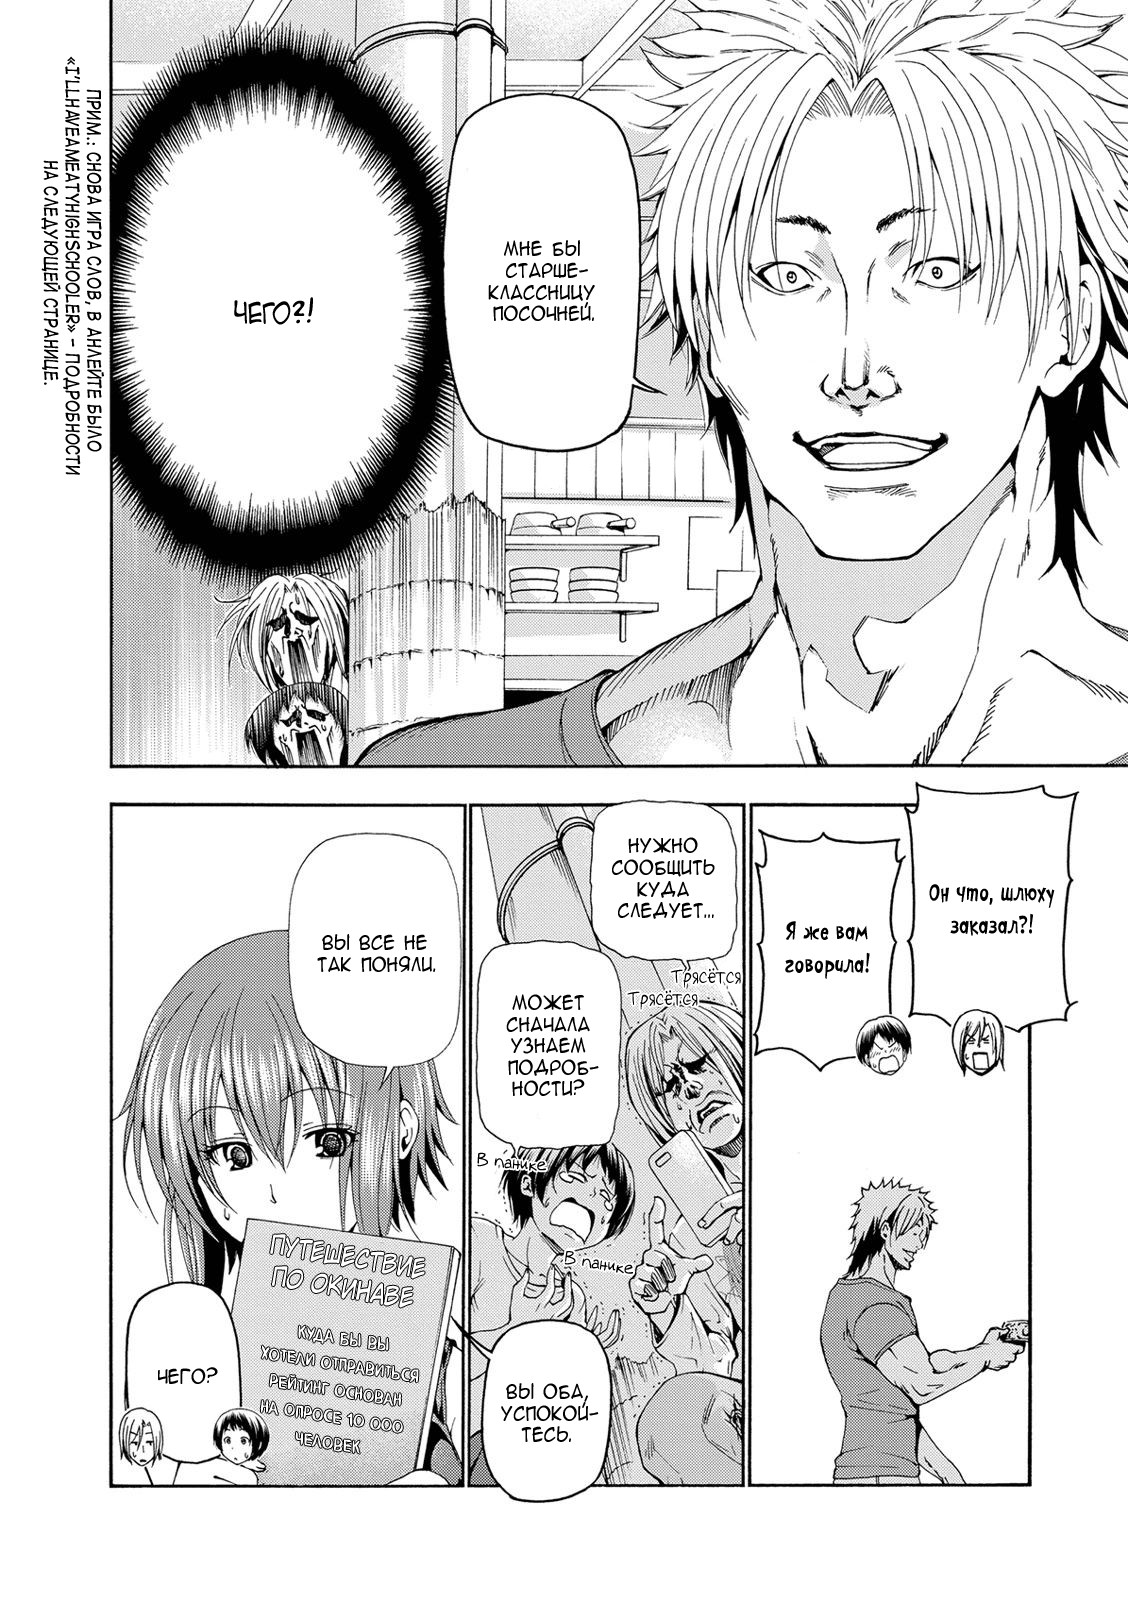 ПРИМ.: СНОВА ИГРА СЛОВ, В АНЛЕЙТЕ БЫЛО
«I'LLHAVEAMEATYHIGHSCHOOLER» - ПОДРОБНОСТИ
НА СЛЕДУЮЩЕЙ СТРАНИЦЕ.
МНЕ БЫ
СТАРШЕ-
КЛАССНИЦУ
ПОСОЧНЕЙ.
ЧЕГО?!
Он что, шлюху
заказал?!
Я же вам
говорила!
НУЖНО
СООБЩИТЬ
КУДА
СЛЕДУЕТ...
Трясётся
Трясётся
МОЖЕТ
СНАЧАЛА
УЗНАЕМ
ПОДРОБ-
НОСТИ?
В панике
В панике
ВЫ ОБА,
УСПОКОЙ-
ТЕСЬ.
ВЫ ВСЕ НЕ
ТАК ПОНЯЛИ.
ПУТЕШЕСТВИЕ
ПО ОКИНАВЕ
КУДА БЫ ВЫ
ХОТЕЛИ ОТПРАВИТЬСЯ
РЕЙТИНГ ОСНОВАН
НА ОПРОСЕ 10 000
ЧЕЛОВЕК
ЧЕГО?